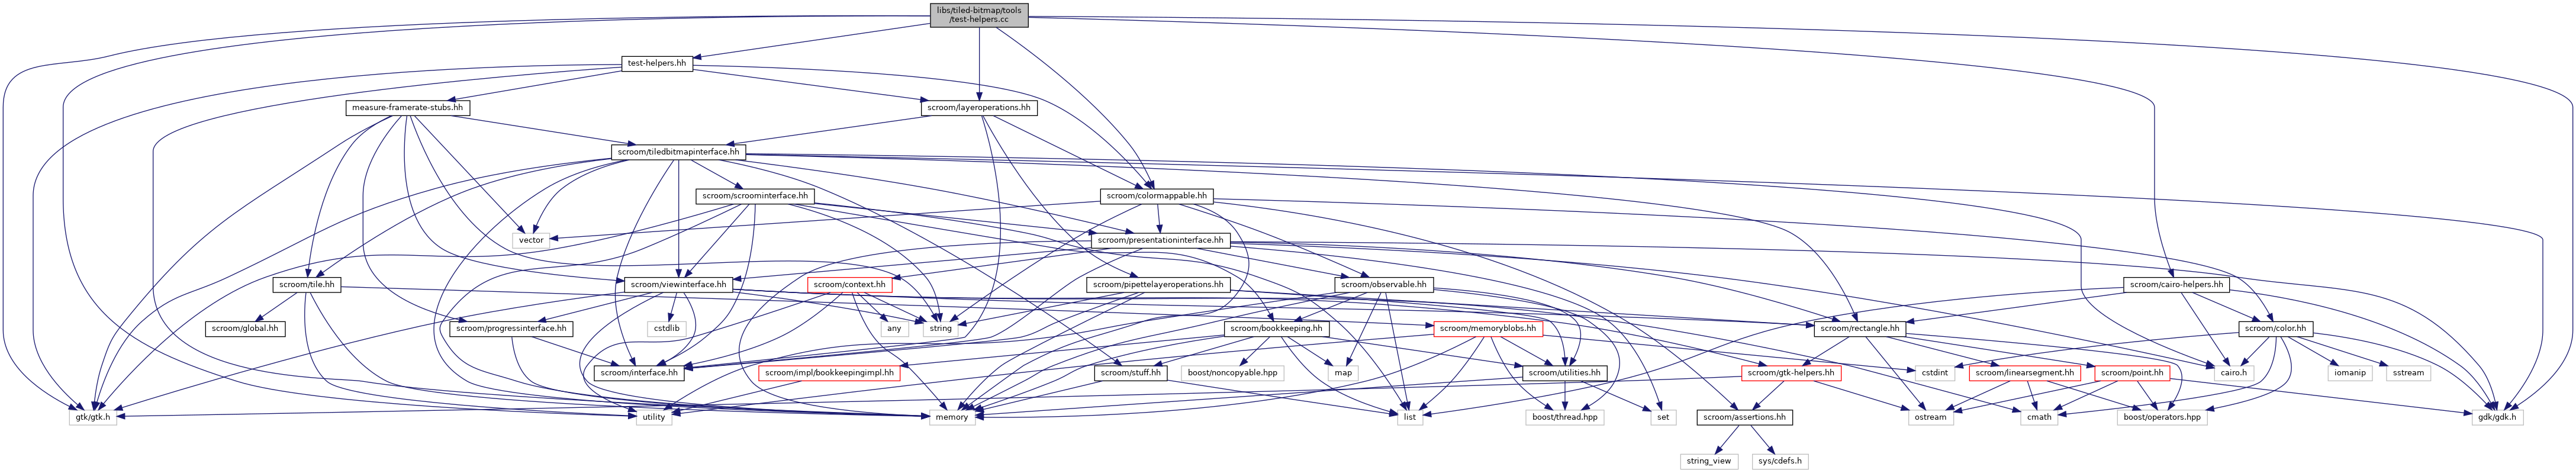 libs/tiled-bitmap/tools
/test-helpers.cc
test-helpers.hh
measure-framerate-stubs.hh
scroom/layeroperations.hh
scroom/tiledbitmapinterface.hh
scroom/scroominterface.hh
scroom/colormappable.hh
vector
scroom/presentationinterface.hh
scroom/tile.hh
scroom/viewinterface.hh
scroom/context.hh
scroom/pipettelayeroperations.hh
scroom/observable.hh
scroom/cairo-helpers.hh
scroom/global.hh
scroom/progressinterface.hh
cstdlib
any
string
scroom/bookkeeping.hh
scroom/memoryblobs.hh
scroom/rectangle.hh
scroom/color.hh
scroom/interface.hh
scroom/impl/bookkeepingimpl.hh
scroom/stuff.hh
boost/noncopyable.hpp
map
scroom/utilities.hh
scroom/gtk-helpers.hh
cstdint
scroom/linearsegment.hh
scroom/point.hh
cairo.h
iomanip
sstream
gtk/gtk.h
utility
memory
list
boost/thread.hpp
set
scroom/assertions.hh
ostream
cmath
boost/operators.hpp
gdk/gdk.h
string_view
sys/cdefs.h